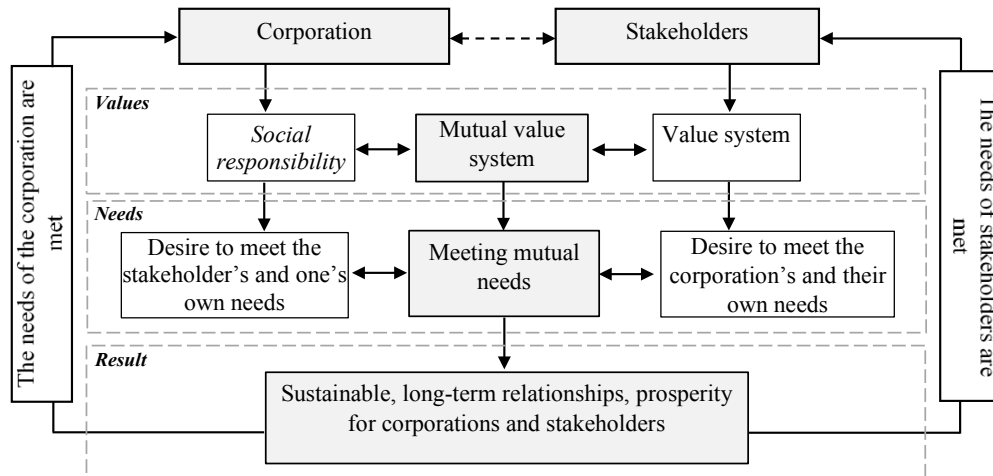 Corporation
Stakeholders
Values
Social
responsibility
Mutual value
system
Value system
Needs
Desire to meet the
stakeholder’s and one’s
own needs
Meeting mutual
needs
Desire to meet the
corporation’s and their
own needs
Result
Sustainable, long-term relationships, prosperity
for corporations and stakeholders
The needs of the corporation are
met
The needs of stakeholders are
met